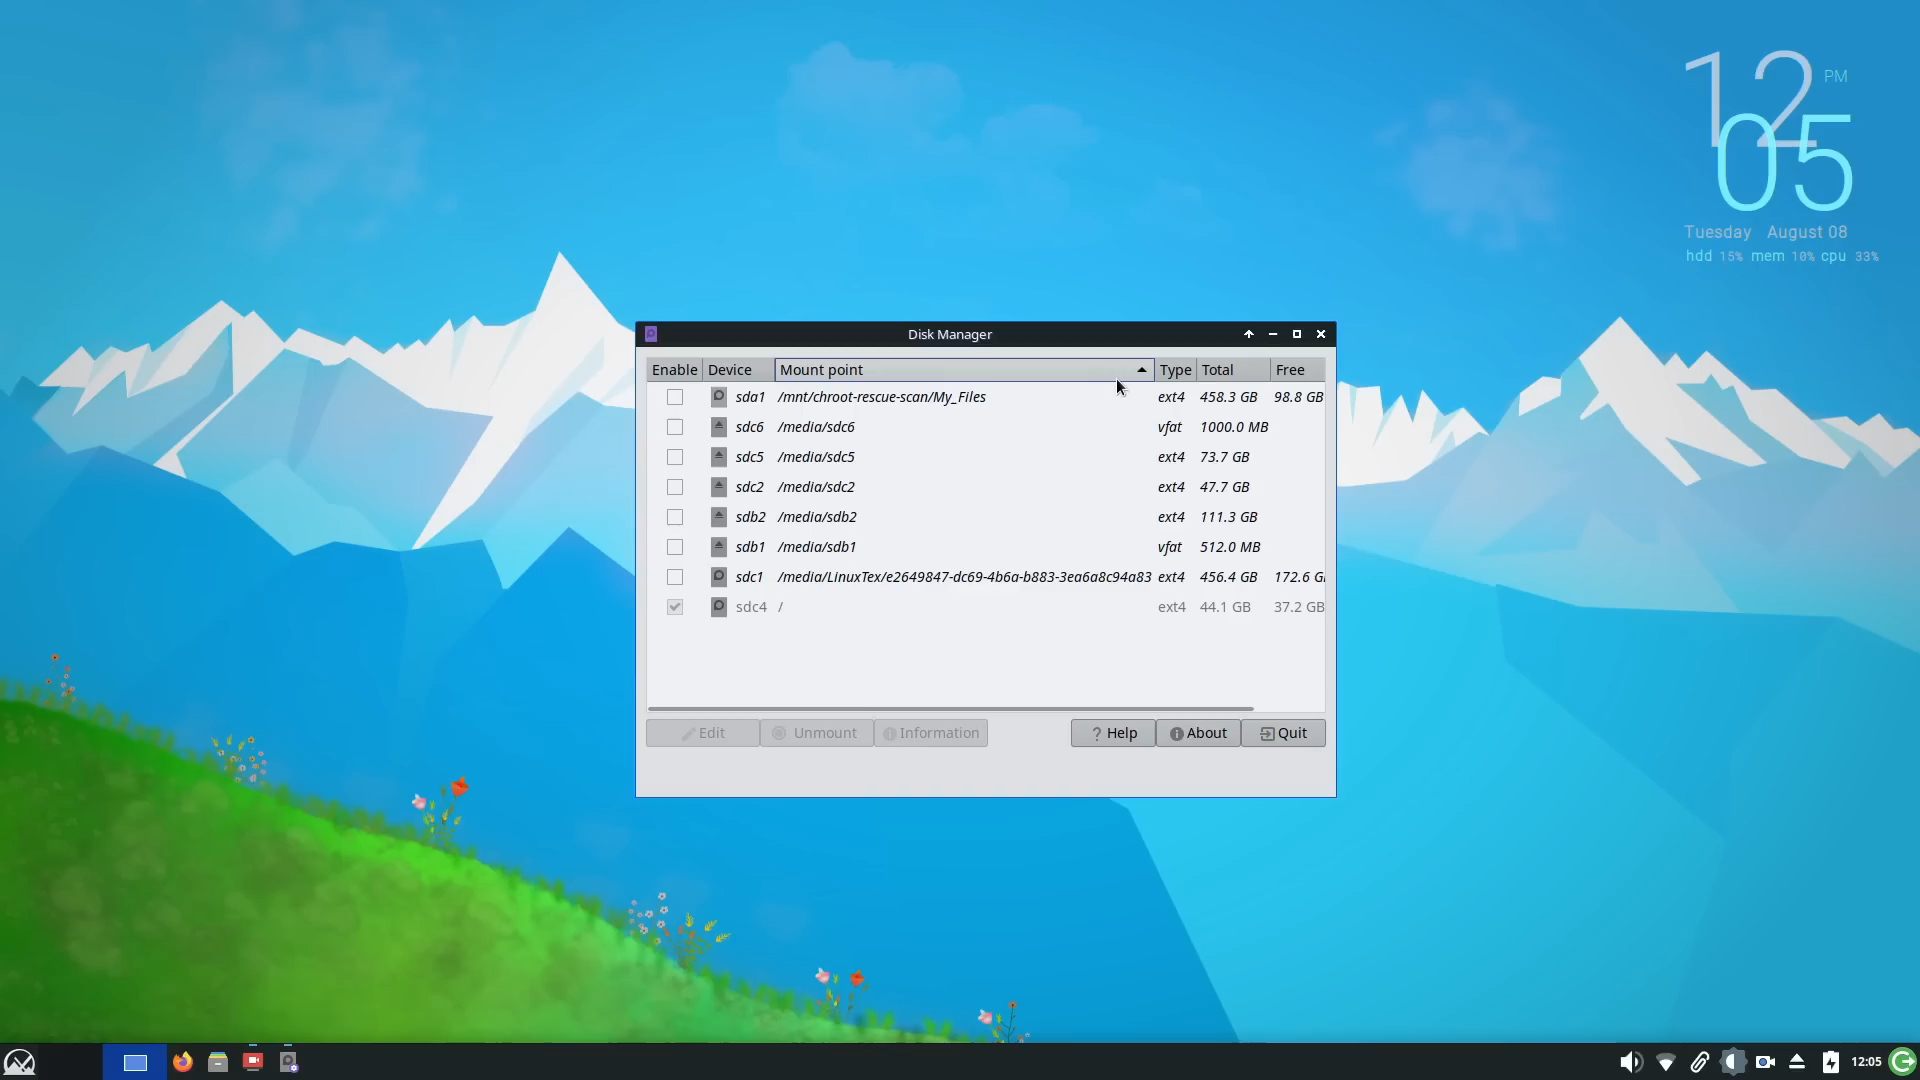 12 PM
05
Tuesday August 08
hdd 15% mem 10% cpu 33%
Disk Manager
Enable Device Mount point Type Total Free
sda1 /mnt/chroot-rescue-scan/My_Files ext4 458.3 GB 98.8 GB
sdc6 /media/sdc6 vfat 1000.0 MB
sdc5 /media/sdc5 ext4 73.7 GB
sdc2 /media/sdc2 ext4 47.7 GB
sdb2 /media/sdb2 ext4 111.3 GB
sdb1 /media/sdb1 vfat 512.0 MB
sdc1 /media/LinuxTex/e2649847-dc69-4b6a-b883-3ea6a8c94a83 ext4 456.4 GB 172.6 G
sdc4 / ext4 44.1 GB 37.2 GB
Edit Unmount Information Help About Quit
12:05